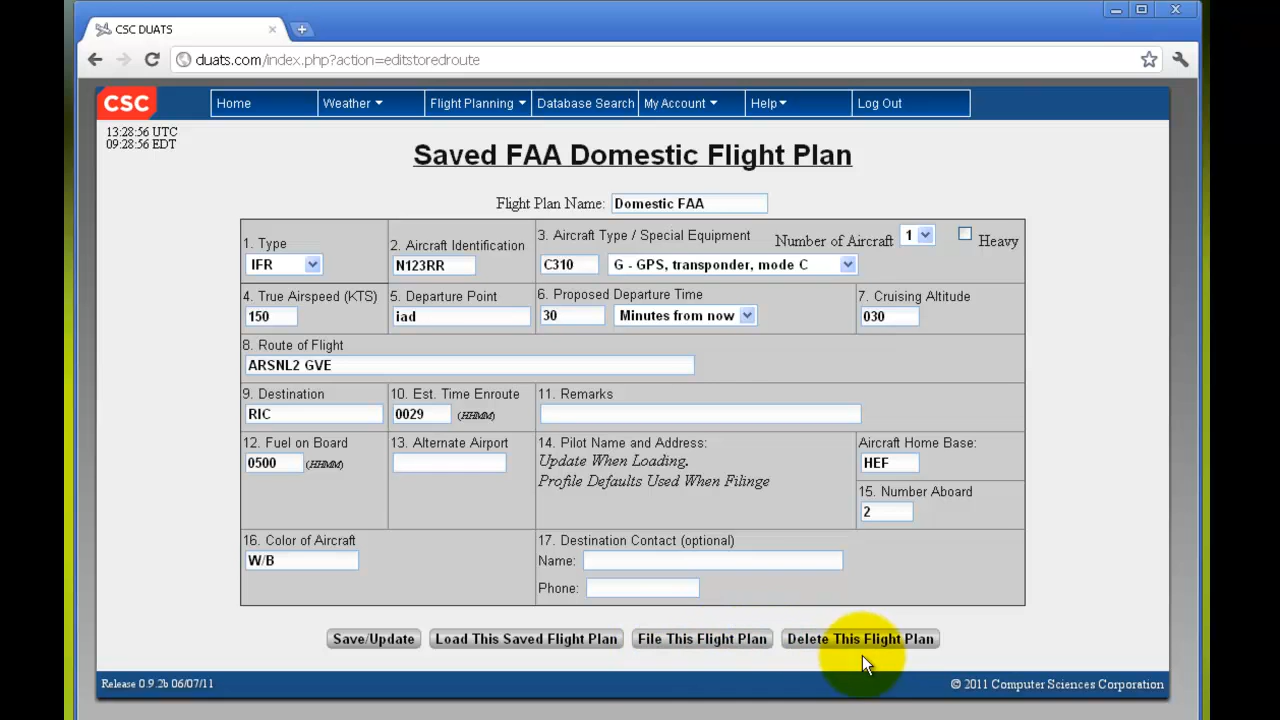 CSC DUATS
duats.com/index.php?action=editstoredroute
CSC
Home Weather Flight Planning Database Search My Account Help Log Out
13:28:56 UTC
09:28:56 EDT
Saved FAA Domestic Flight Plan
Flight Plan Name: Domestic FAA
1. Type
IFR
2. Aircraft Identification
N123RR
3. Aircraft Type / Special Equipment
Number of Aircraft 1 Heavy
C310 G - GPS, transponder, mode C
4. True Airspeed (KTS)
150
5. Departure Point
iad
6. Proposed Departure Time
30 Minutes from now
7. Cruising Altitude
030
8. Route of Flight
ARSNL2 GVE
9. Destination
RIC
10. Est. Time Enroute
0029 (HHMM)
11. Remarks
12. Fuel on Board
0500 (HHMM)
13. Alternate Airport
14. Pilot Name and Address:
Update When Loading.
Profile Defaults Used When Filinge
Aircraft Home Base:
HEF
15. Number Aboard
2
16. Color of Aircraft
W/B
17. Destination Contact (optional)
Name:
Phone:
Save/Update Load This Saved Flight Plan File This Flight Plan Delete This Flight Plan
Release 0.9.2b 06/07/11
© 2011 Computer Sciences Corporation